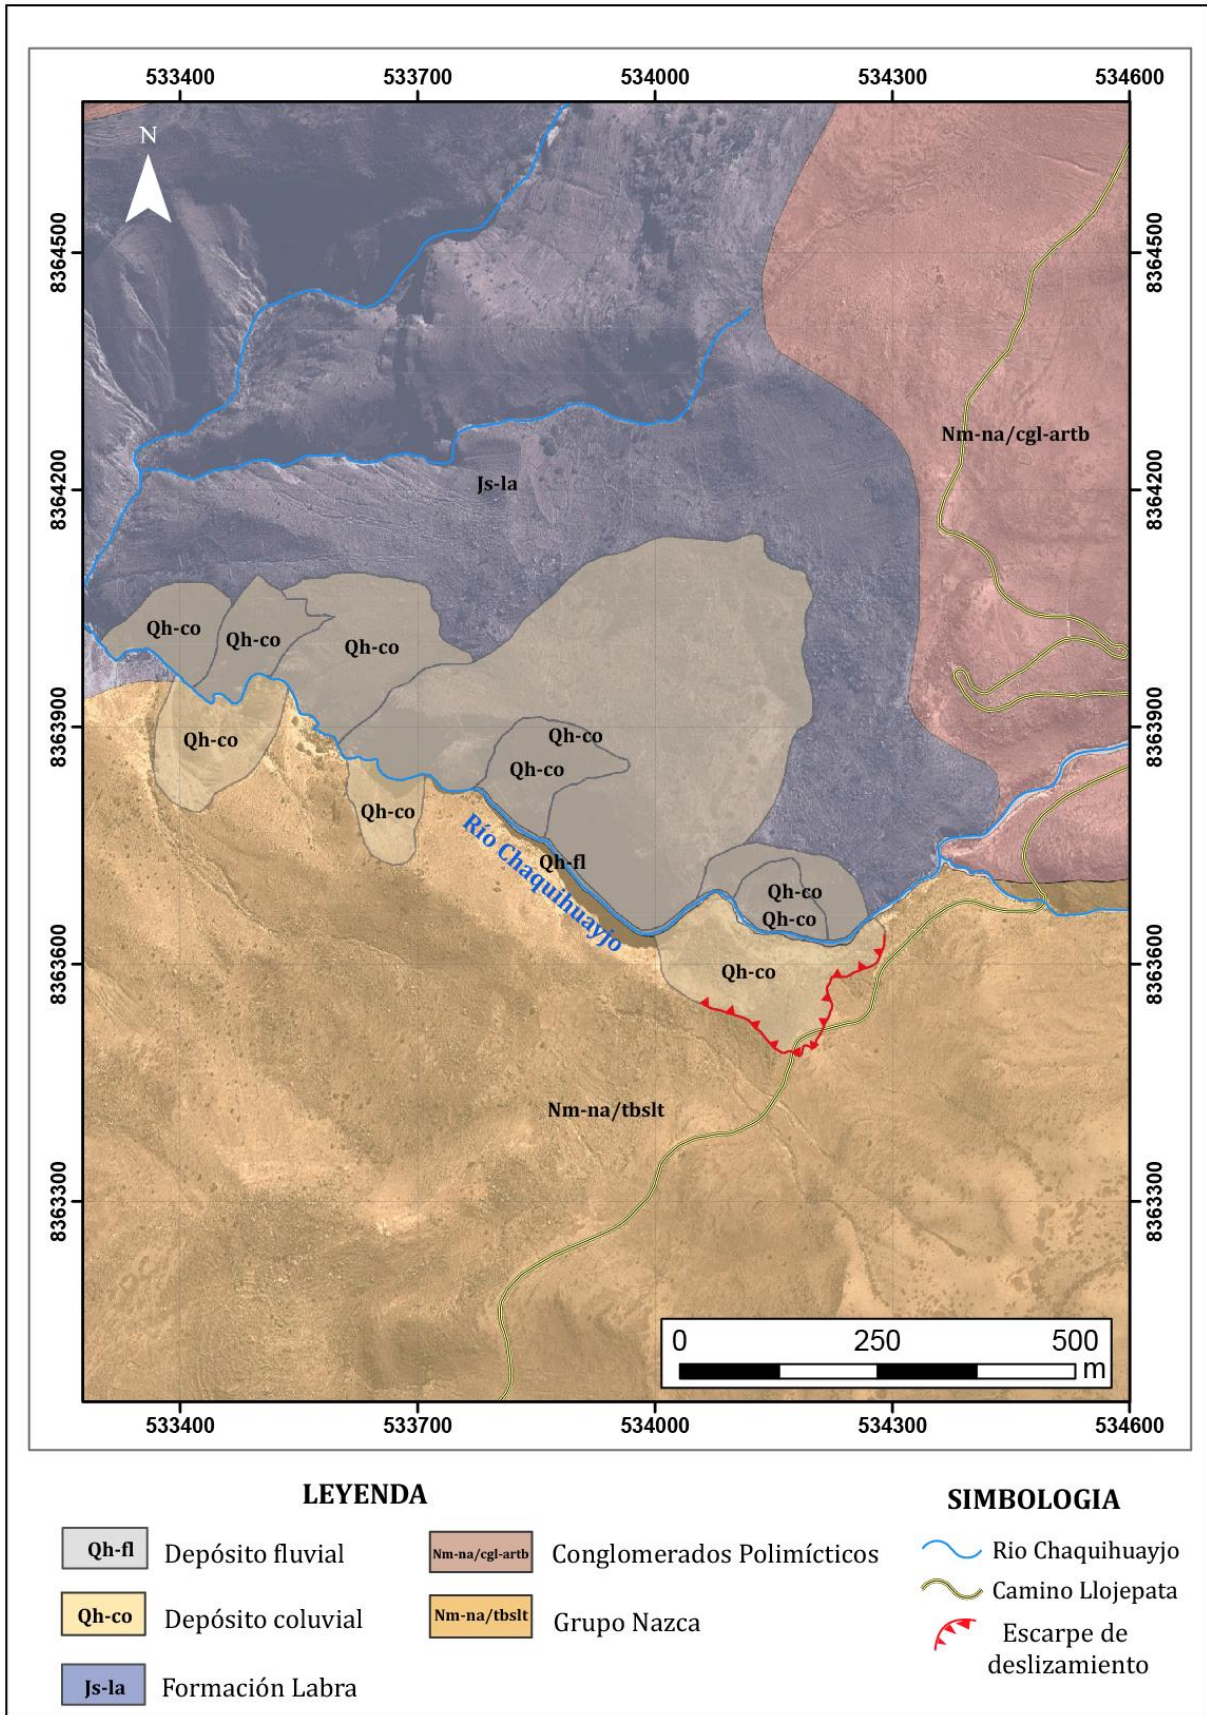 533400 533700 534000 534300 534600
N
8364500 8364500
Nm-na/cgl-artb
8364200 8364200
Js-la
Qh-co
Qh-co
Qh-co
8363900 8363900
Qh-co
Qh-co
Qh-co
Qh-co
Río Chaquihuayjo
Qh-fl
Qh-co
Qh-co
8363600 8363600
Qh-co
Nm-na/tbslt
8363300 8363300
0 250 500
m
533400 533700 534000 534300 534600
LEYENDA
Qh-fl Depósito fluvial
Qh-co Depósito coluvial
Js-la Formación Labra
Nm-na/cgl-artb Conglomerados Polimícticos
Nm-na/tbslt Grupo Nazca
SIMBOLOGIA
Rio Chaquihuayjo
Camino Llojepata
Escarpe de
deslizamiento